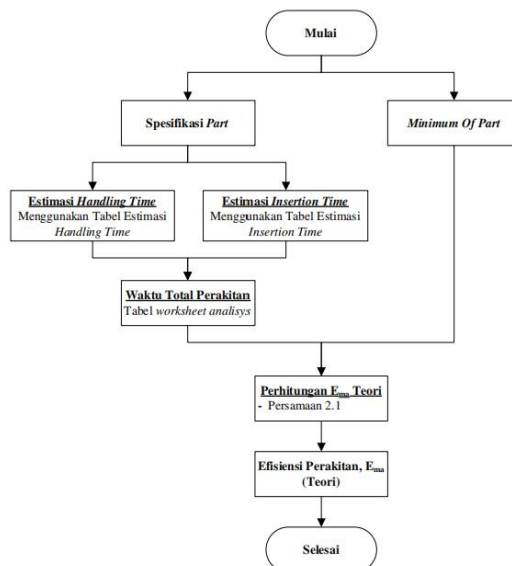 Mulai
Spesifikasi Part
Minimum Of Part
Estimasi Handling Time
Menggunakan Tabel Estimasi
Handling Time
Estimasi Insertion Time
Menggunakan Tabel Estimasi
Insertion Time
Waktu Total Perakitan
Tabel worksheet analisys
Perhitungan Ema Teori
- Persamaan 2.1
Efisiensi Perakitan, Ema
(Teori)
Selesai